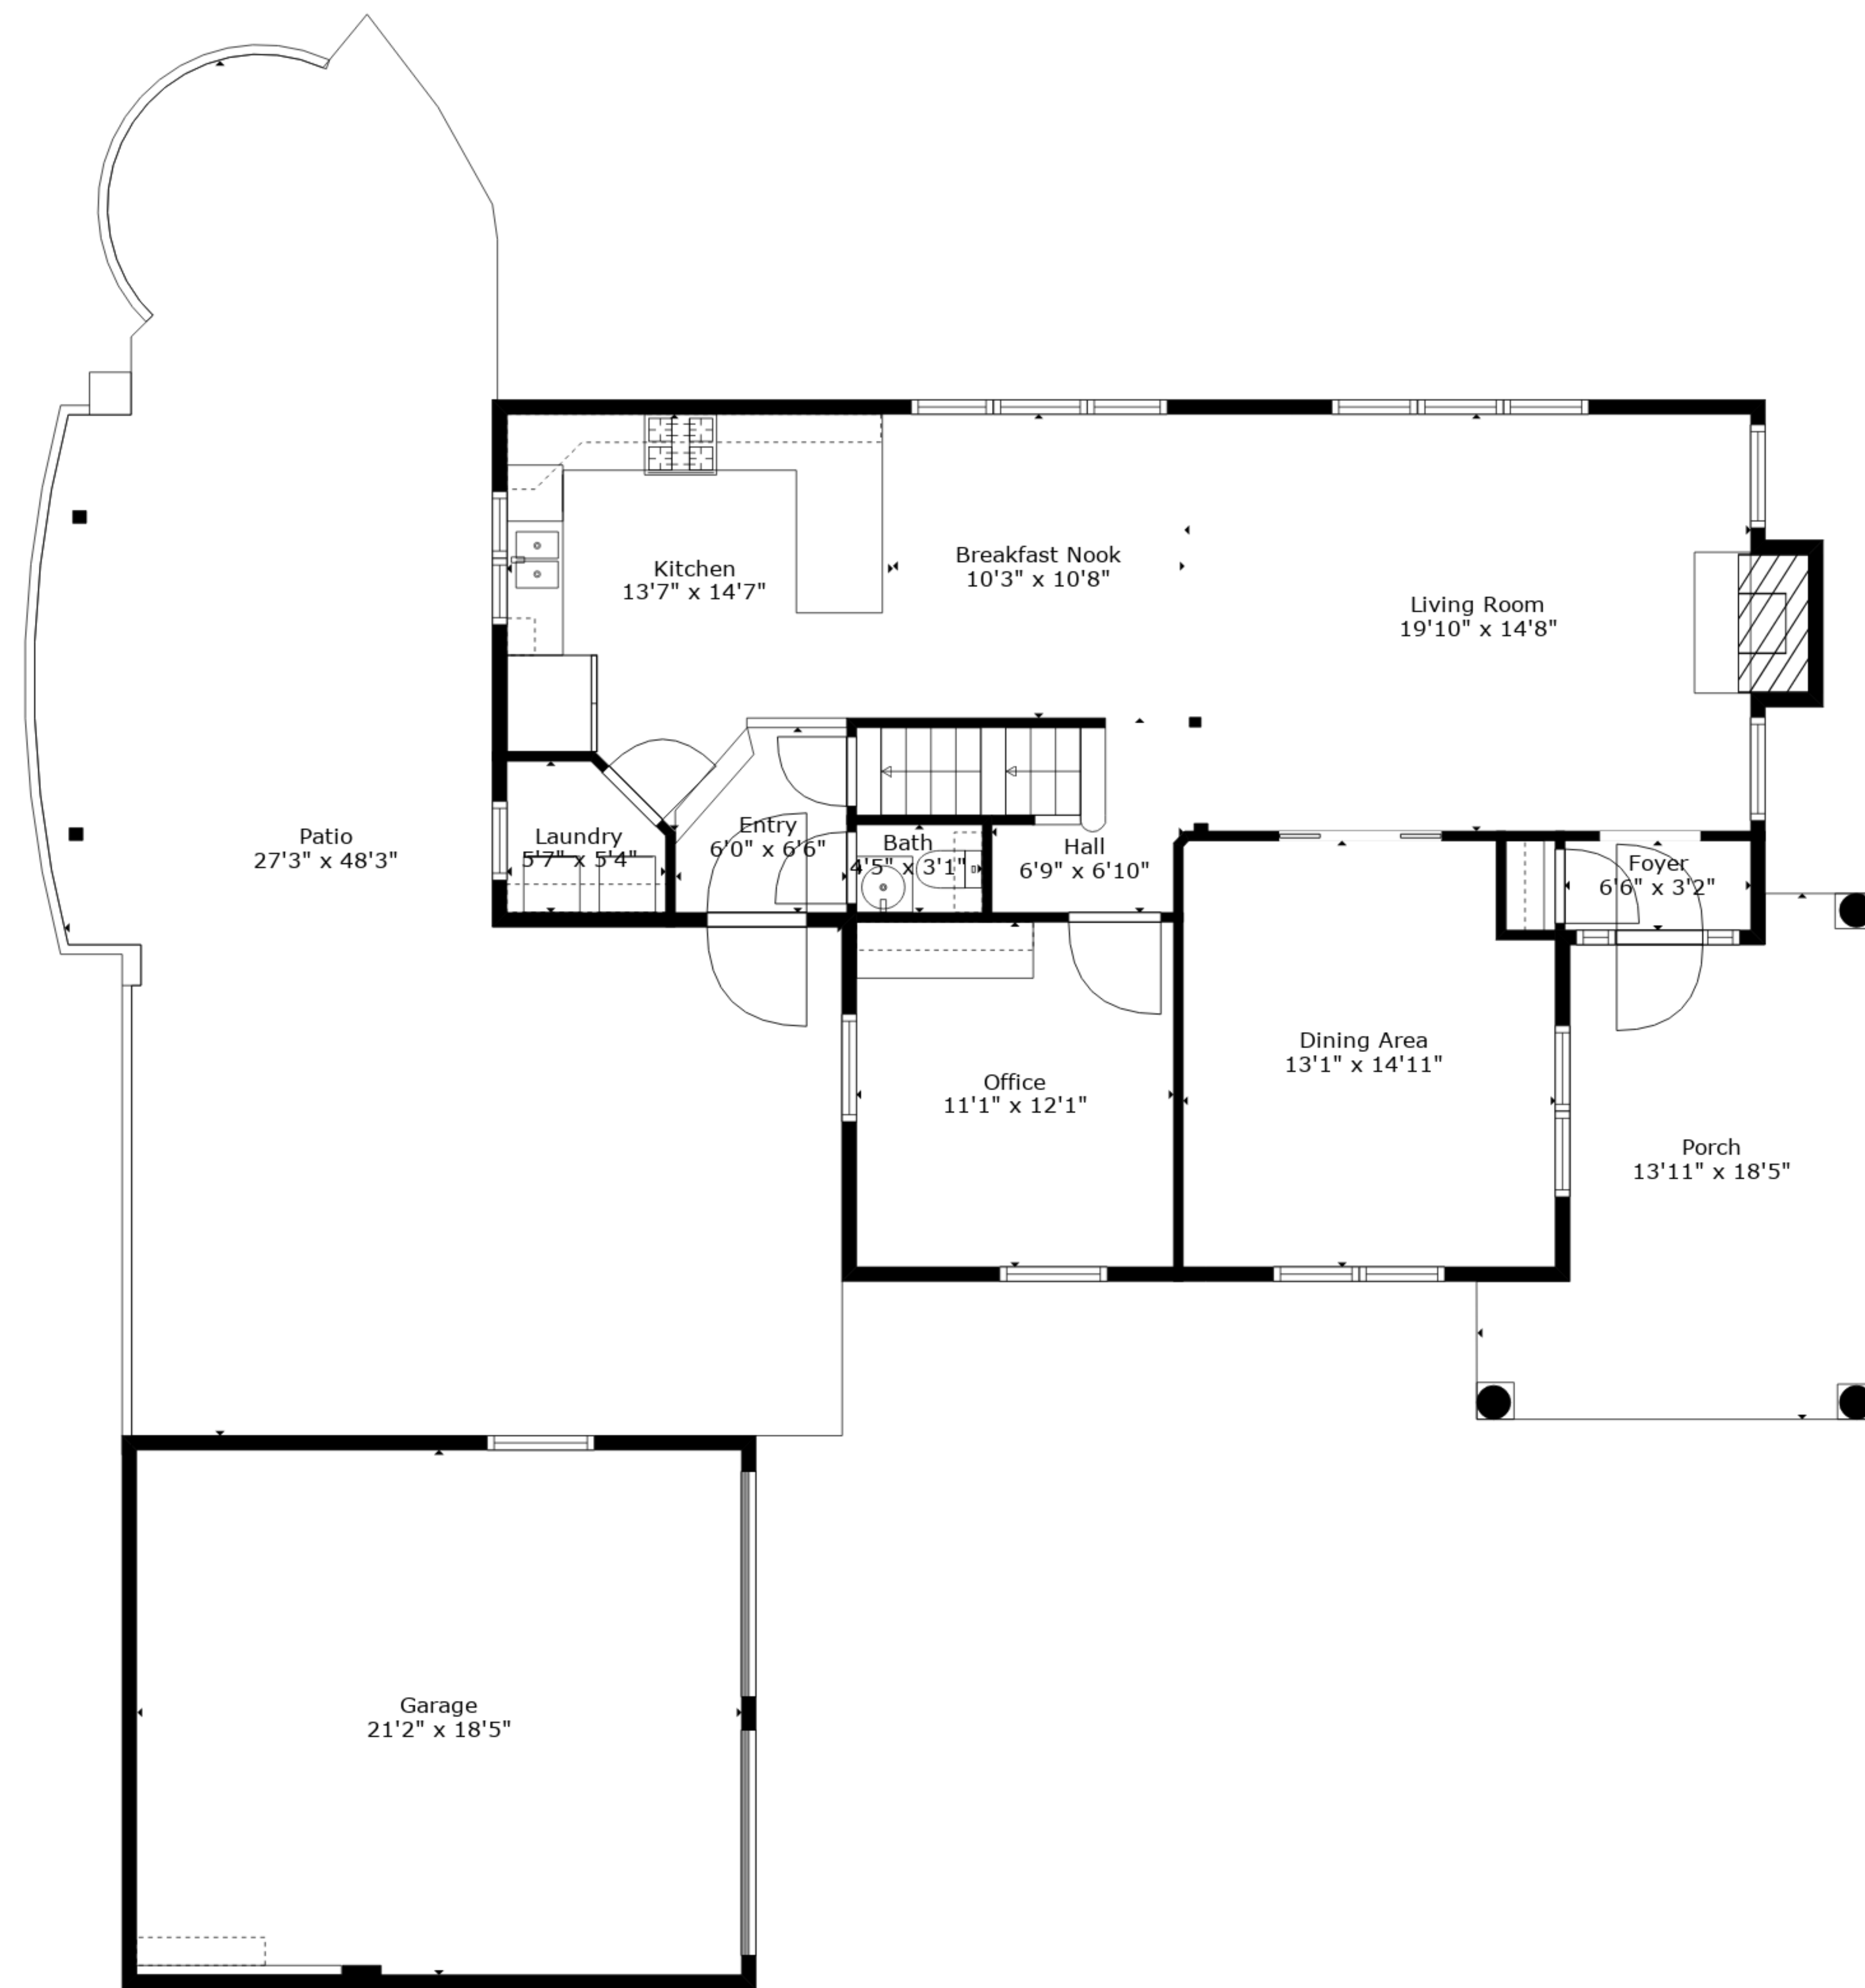 Kitchen
13'7" x 14'7"
Breakfast Nook
10'3" x 10'8"
Living Room
19'10" x 14'8"
Patio
27'3" x 48'3"
Laundry
5'7" x 5'4"
Entry
6'0" x 6'6"
Bath
4'5" x 3'1"
Hall
6'9" x 6'10"
Foyer
6'6" x 3'2"
Office
11'1" x 12'1"
Dining Area
13'1" x 14'11"
Porch
13'11" x 18'5"
Garage
21'2" x 18'5"